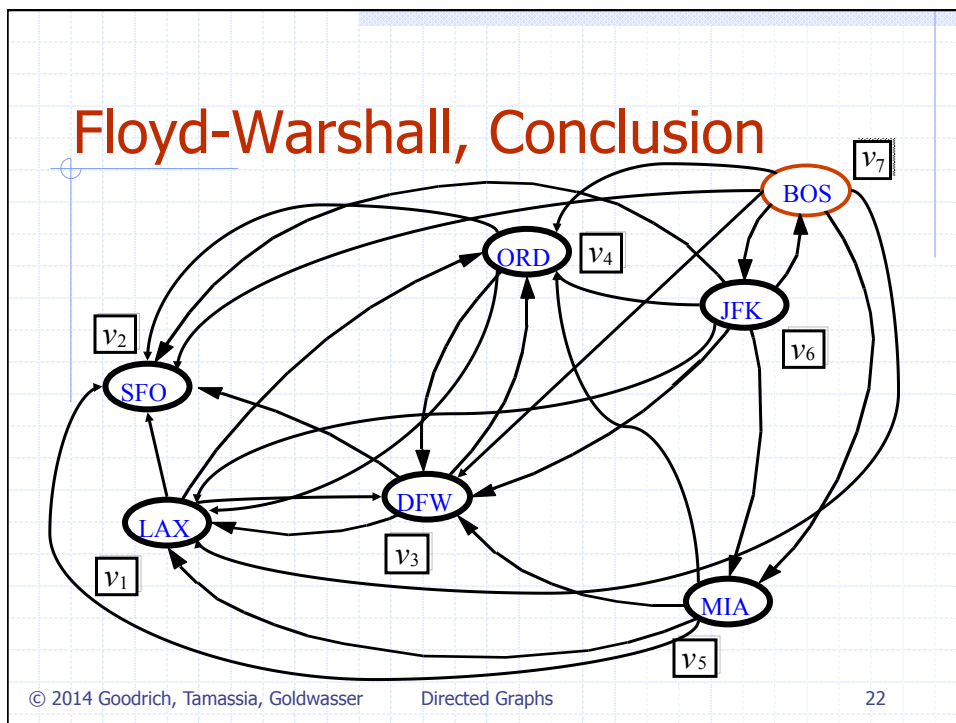 Floyd-Warshall, Conclusion
v7
BOS
ORD
v4
JFK
v2
v6
SFO
DFW
LAX
v3
v1
MIA
v5
© 2014 Goodrich, Tamassia, Goldwasser Directed Graphs 22